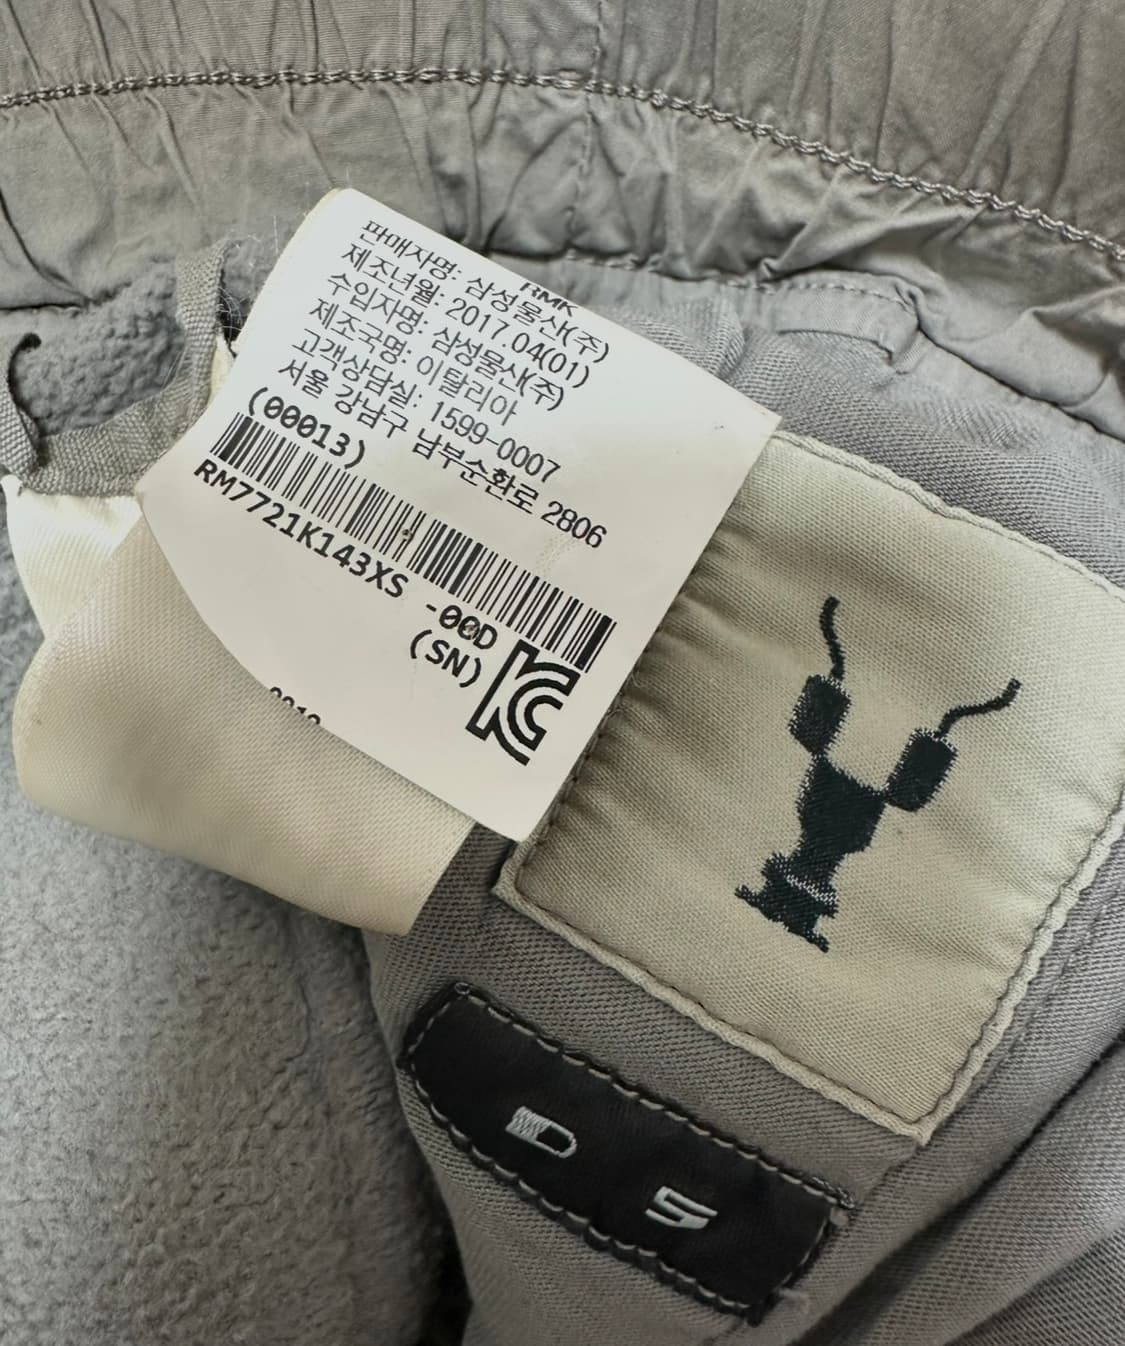 RMK
판매자명: 삼성물산(주)
제조년월: 2017.04(01)
수입자명: 삼성물산(주)
제조국명: 이탈리아
고객상담실: 1599-0007
서울 강남구 남부순환로 2806
(00013)
RM7721K143XS -00D
(SN)
KC
D S